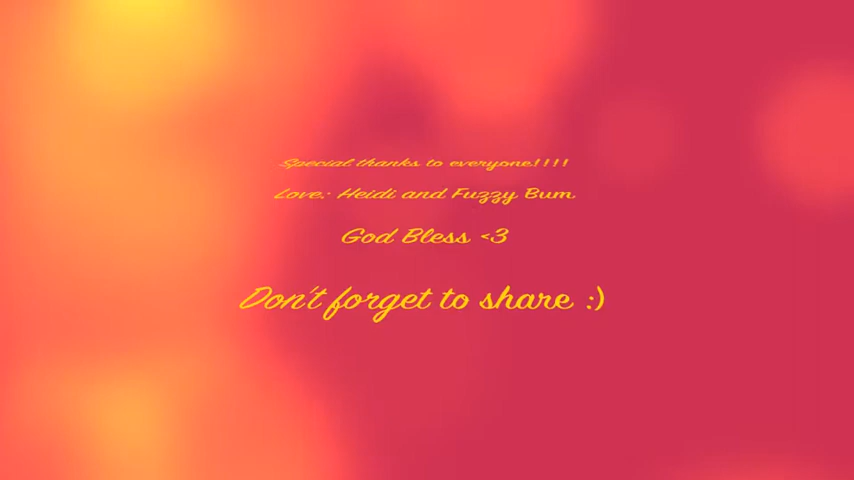 Special thanks to everyone!!!!
Love:- Heidi and Fuzzy Bum
God Bless <3
Don't forget to share :)